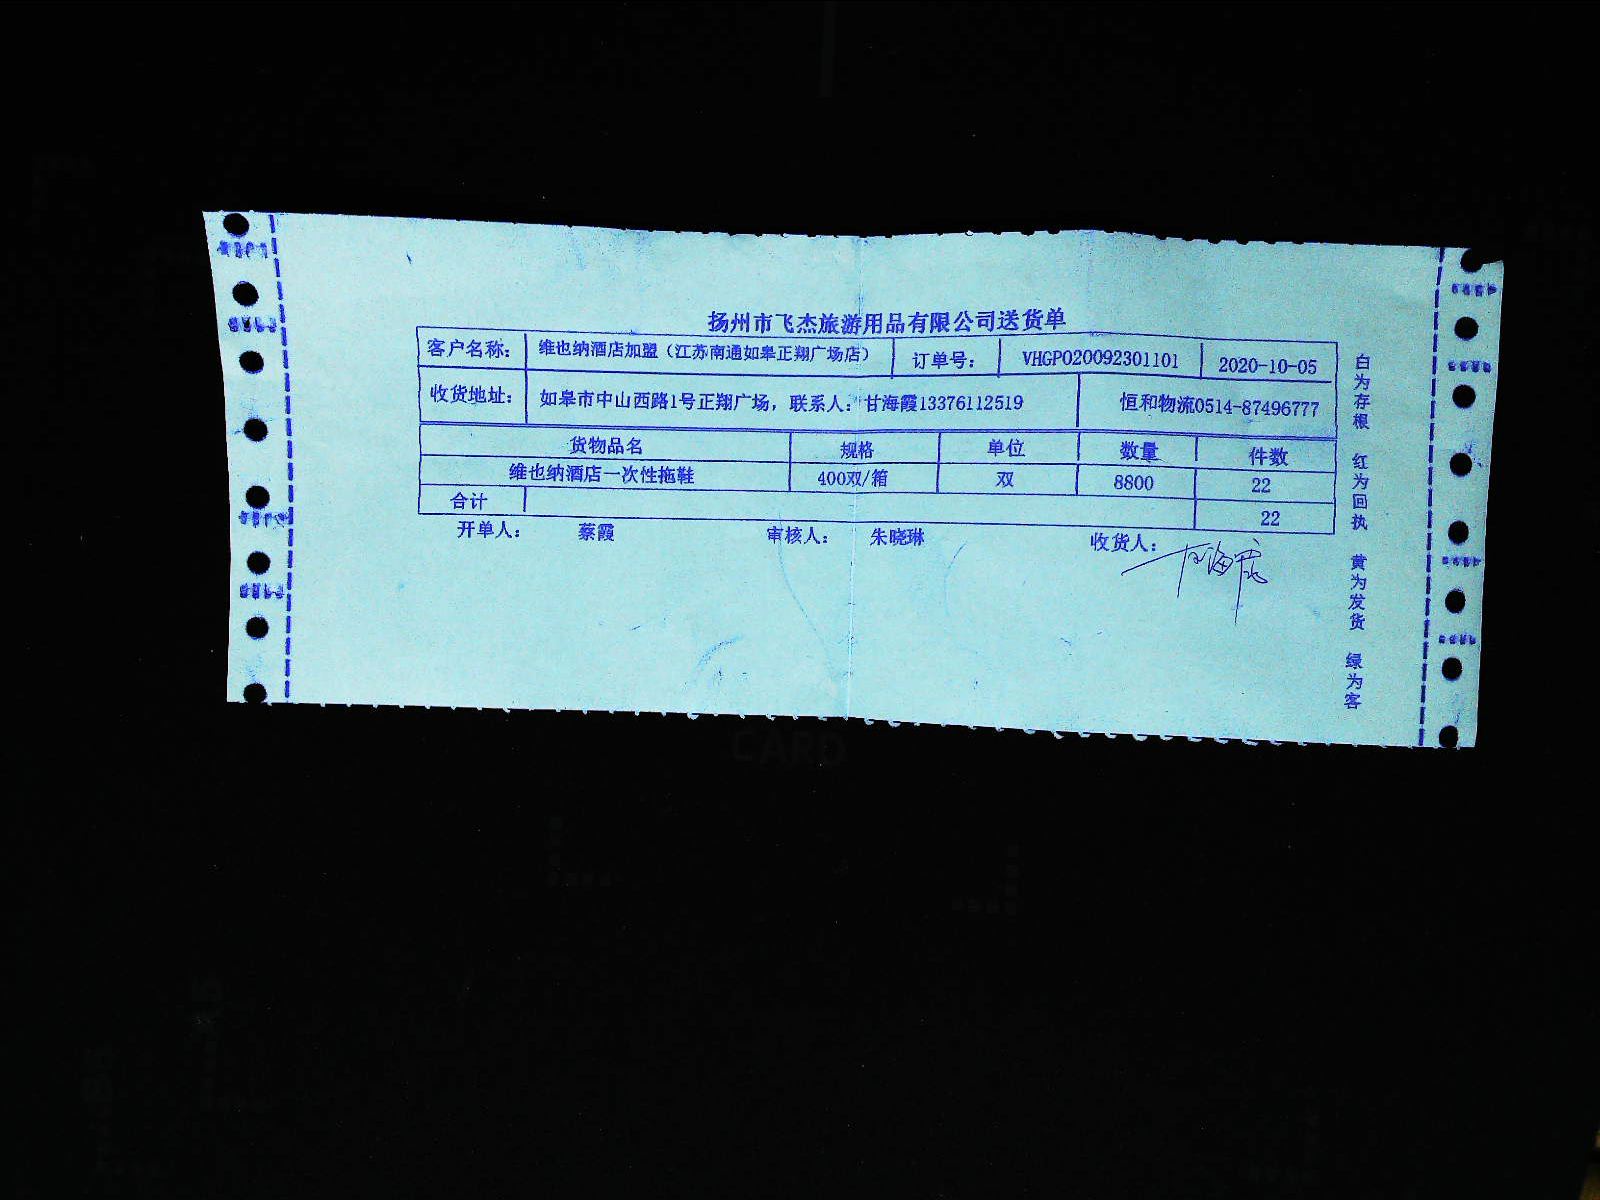 扬州市飞杰旅游用品有限公司送货单
客户名称： 维也纳酒店加盟（江苏南通如皋正翔广场店） 订单号： VHGPO20092301101 2020-10-05
收货地址： 如皋市中山西路1号正翔广场，联系人：甘海霞13376112519 恒和物流0514-87496777
货物品名 规格 单位 数量 件数
维也纳酒店一次性拖鞋 400双/箱 双 8800 22
合计 22
开单人： 蔡霞 审核人： 朱晓琳 收货人： 甘海霞
白为存根 红为回执 黄为发货 绿为客
CARD